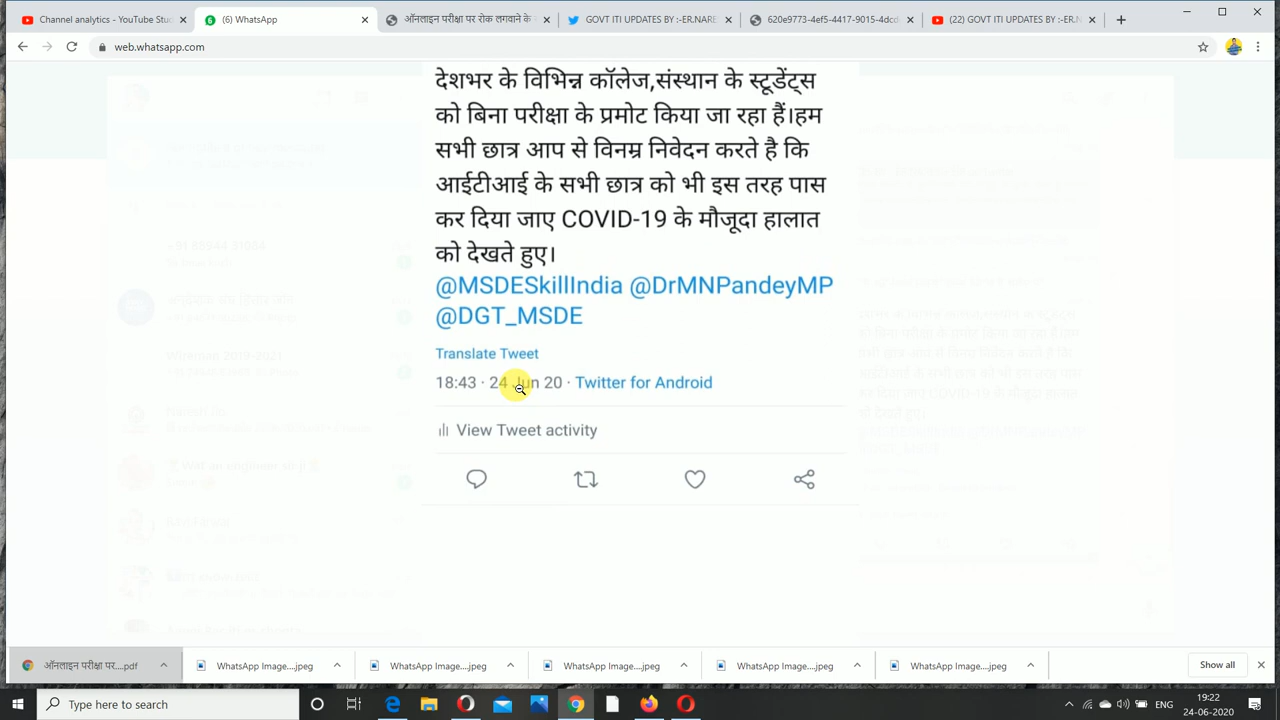 Channel analytics - YouTube Stu
(6) WhatsApp
ऑनलाइन परीक्षा पर रोक लगवाने के
GOVT ITI UPDATES BY :-ER.NARE
620e9773-4ef5-4417-9015-4dcd
(22) GOVT ITI UPDATES BY :-ER.N
web.whatsapp.com
देशभर के विभिन्न कॉलेज,संस्थान के स्टूडेंट्स
को बिना परीक्षा के प्रमोट किया जा रहा हैं।हम
सभी छात्र आप से विनम्र निवेदन करते है कि
आईटीआई के सभी छात्र को भी इस तरह पास
कर दिया जाए COVID-19 के मौजूदा हालात
को देखते हुए।
@MSDESkillIndia @DrMNPandeyMP
@DGT_MSDE
Translate Tweet
18:43 · 24 Jun 20 · Twitter for Android
View Tweet activity
ऑनलाइन परीक्षा पर....pdf
WhatsApp Image....jpeg
WhatsApp Image....jpeg
WhatsApp Image....jpeg
WhatsApp Image....jpeg
WhatsApp Image....jpeg
Show all
Type here to search
ENG
19:22
24-06-2020